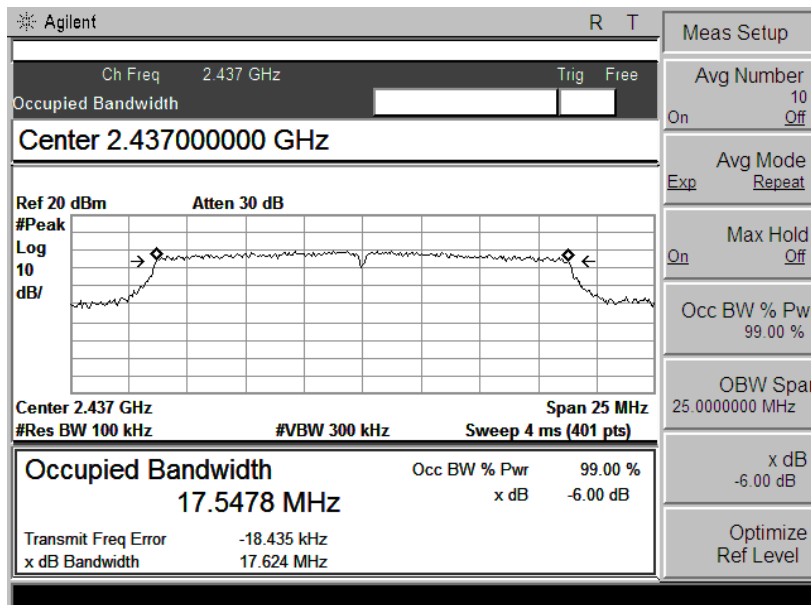 Agilent R T
Ch Freq 2.437 GHz Trig Free
Occupied Bandwidth
Center 2.437000000 GHz
Ref 20 dBm Atten 30 dB
#Peak
Log
10
dB/
Center 2.437 GHz Span 25 MHz
#Res BW 100 kHz #VBW 300 kHz Sweep 4 ms (401 pts)
Occupied Bandwidth
17.5478 MHz
Occ BW % Pwr 99.00 %
x dB -6.00 dB
Transmit Freq Error -18.435 kHz
x dB Bandwidth 17.624 MHz
Meas Setup
Avg Number
10
On Off
Avg Mode
Exp Repeat
Max Hold
On Off
Occ BW % Pwr
99.00 %
OBW Span
25.0000000 MHz
x dB
-6.00 dB
Optimize
Ref Level